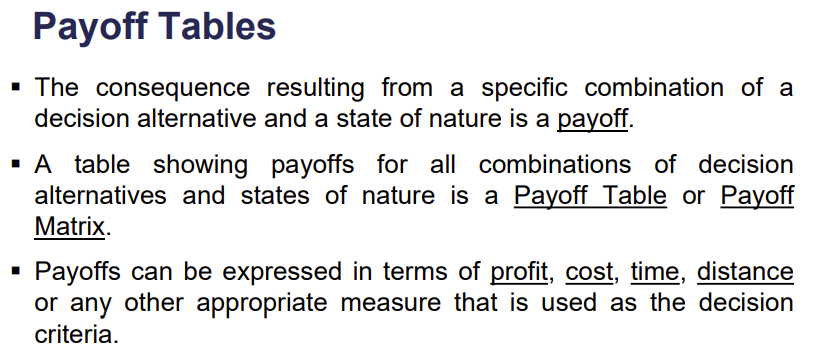 Payoff Tables
▪ The consequence resulting from a specific combination of a
decision alternative and a state of nature is a payoff.
▪ A table showing payoffs for all combinations of decision
alternatives and states of nature is a Payoff Table or Payoff
Matrix.
▪ Payoffs can be expressed in terms of profit, cost, time, distance
or any other appropriate measure that is used as the decision
criteria.